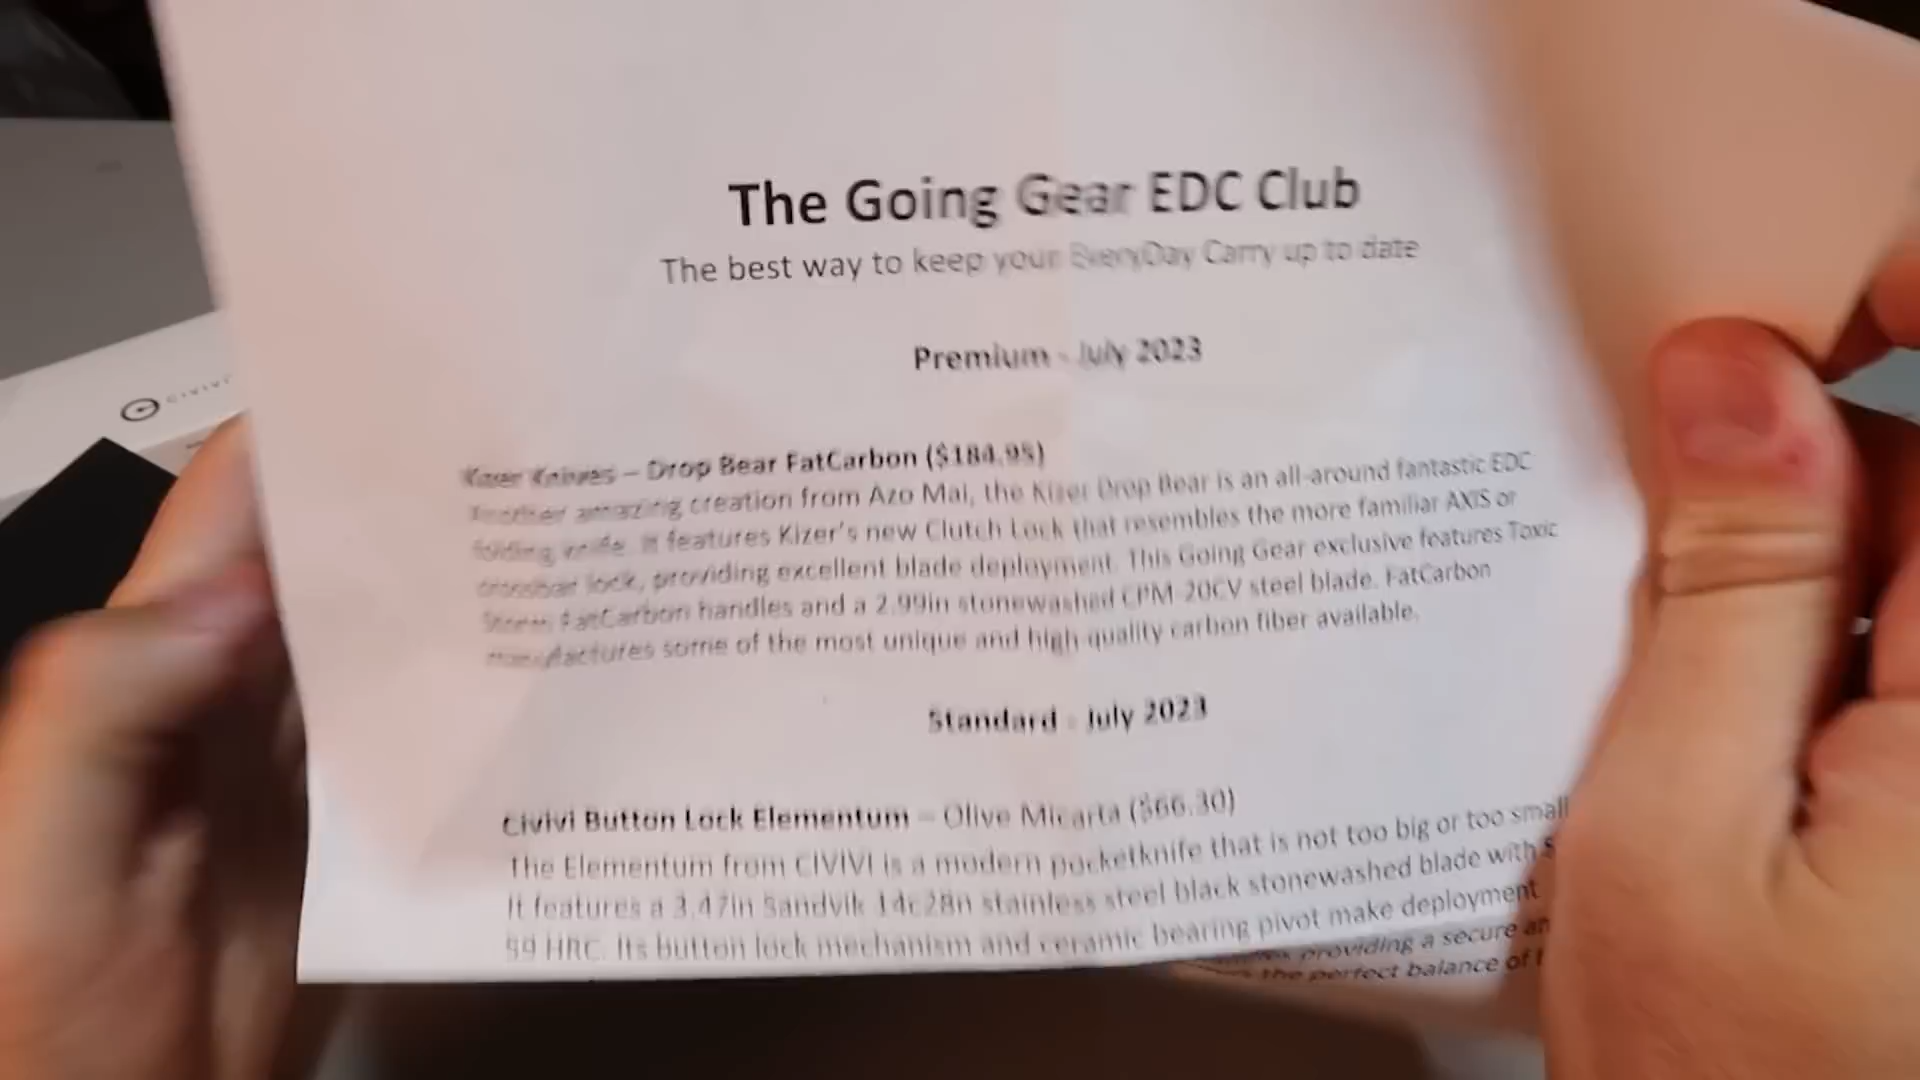 The Going Gear EDC Club
The best way to keep your EveryDay Carry up to date
Premium - July 2023
CIVIVI
Kizer Knives – Drop Bear FatCarbon ($184.95)
Another amazing creation from Azo Mai, the Kizer Drop Bear is an all-around fantastic EDC
folding knife. It features Kizer's new Clutch Lock that resembles the more familiar AXIS or
crossbar lock, providing excellent blade deployment. This Going Gear exclusive features Toxic
Storm FatCarbon handles and a 2.99in stonewashed CPM-20CV steel blade. FatCarbon
manufactures some of the most unique and high-quality carbon fiber available.
Standard - July 2023
Civivi Button Lock Elementum – Olive Micarta ($66.30)
The Elementum from CIVIVI is a modern pocketknife that is not too big or too small
It features a 3.47in Sandvik 14c28n stainless steel black stonewashed blade with
59 HRC. Its button lock mechanism and ceramic bearing pivot make deployment
providing a secure
the perfect balance of